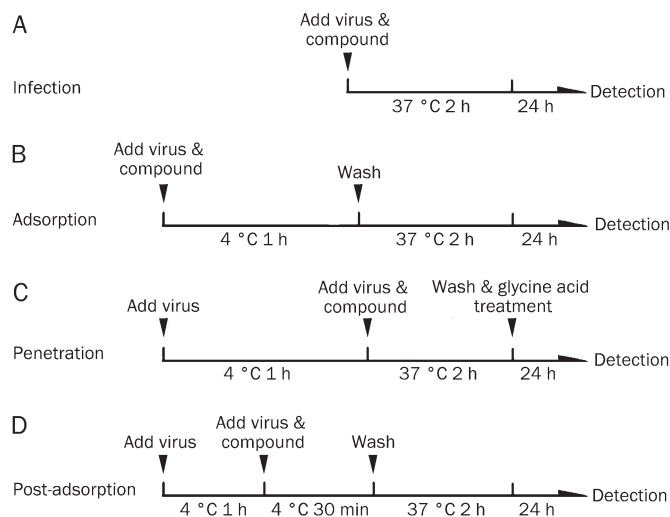 A
Add virus &
compound
Infection
37 °C 2 h
24 h
Detection
B
Add virus &
compound
Wash
Adsorption
4 °C 1 h
37 °C 2 h
24 h
Detection
C
Add virus
Add virus &
compound
Wash & glycine acid
treatment
Penetration
4 °C 1 h
37 °C 2 h
24 h
Detection
D
Add virus
Add virus &
compound
Wash
Post-adsorption
4 °C 1 h
4 °C 30 min
37 °C 2 h
24 h
Detection